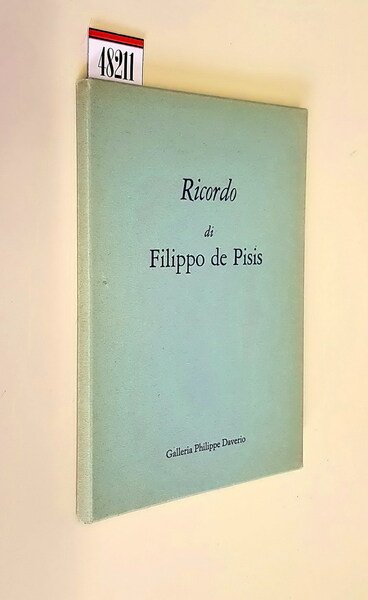 48211
Ricordo
di
Filippo de Pisis
Galleria Philippe Daverio